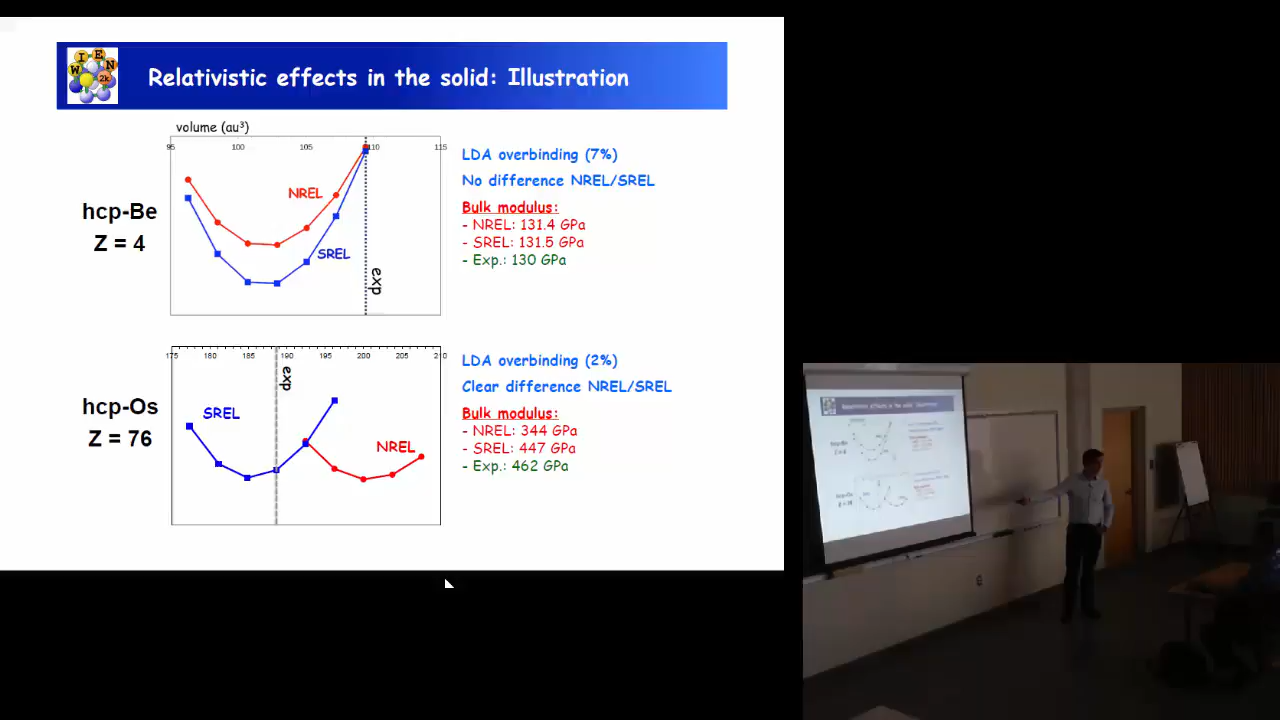 W I E N 2k
Relativistic effects in the solid: Illustration
volume (au³)
95 100 105 110 115
NREL
SREL
exp
hcp-Be
Z = 4
LDA overbinding (7%)
No difference NREL/SREL
Bulk modulus:
- NREL: 131.4 GPa
- SREL: 131.5 GPa
- Exp.: 130 GPa
175 180 185 190 195 200 205 210
exp
SREL
NREL
hcp-Os
Z = 76
LDA overbinding (2%)
Clear difference NREL/SREL
Bulk modulus:
- NREL: 344 GPa
- SREL: 447 GPa
- Exp.: 462 GPa